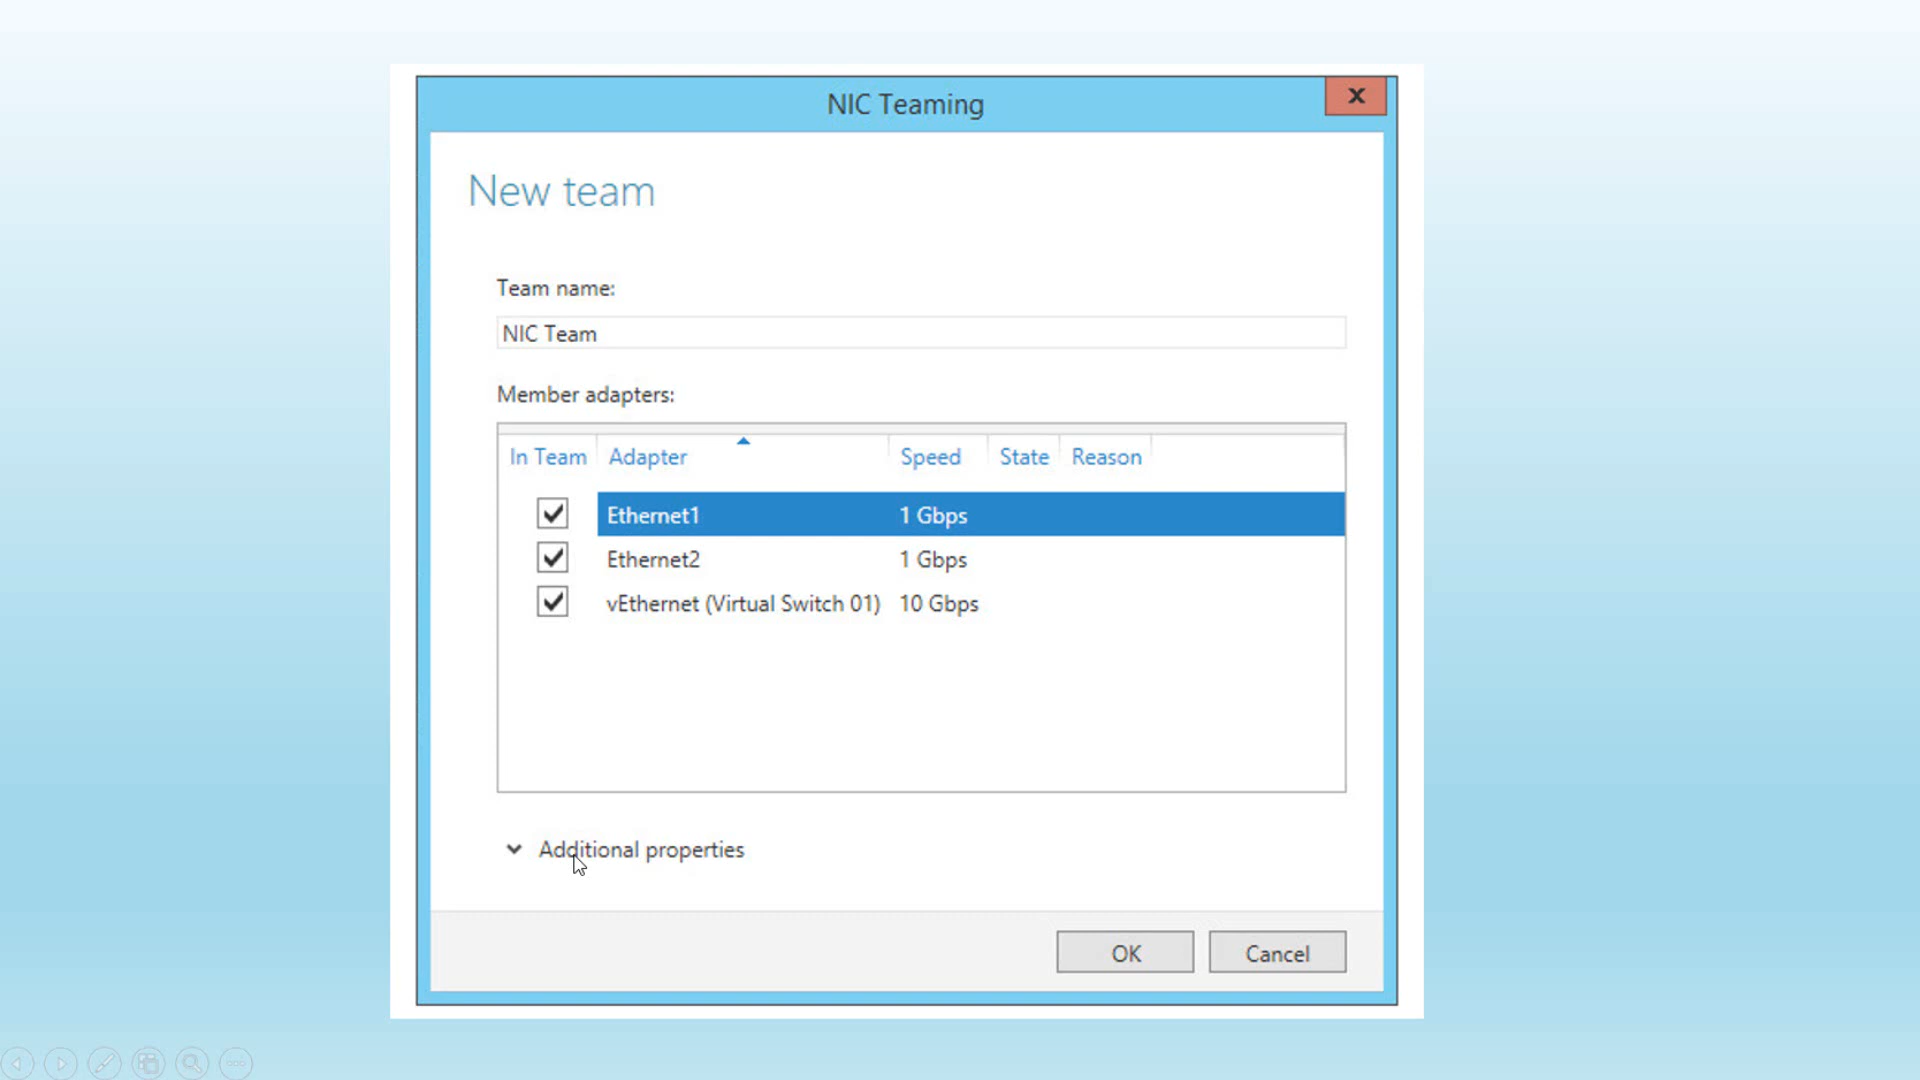 NIC Teaming
X
New team
Team name:
NIC Team
Member adapters:
In Team Adapter Speed State Reason
Ethernet1 1 Gbps
Ethernet2 1 Gbps
vEthernet (Virtual Switch 01) 10 Gbps
Additional properties
OK Cancel